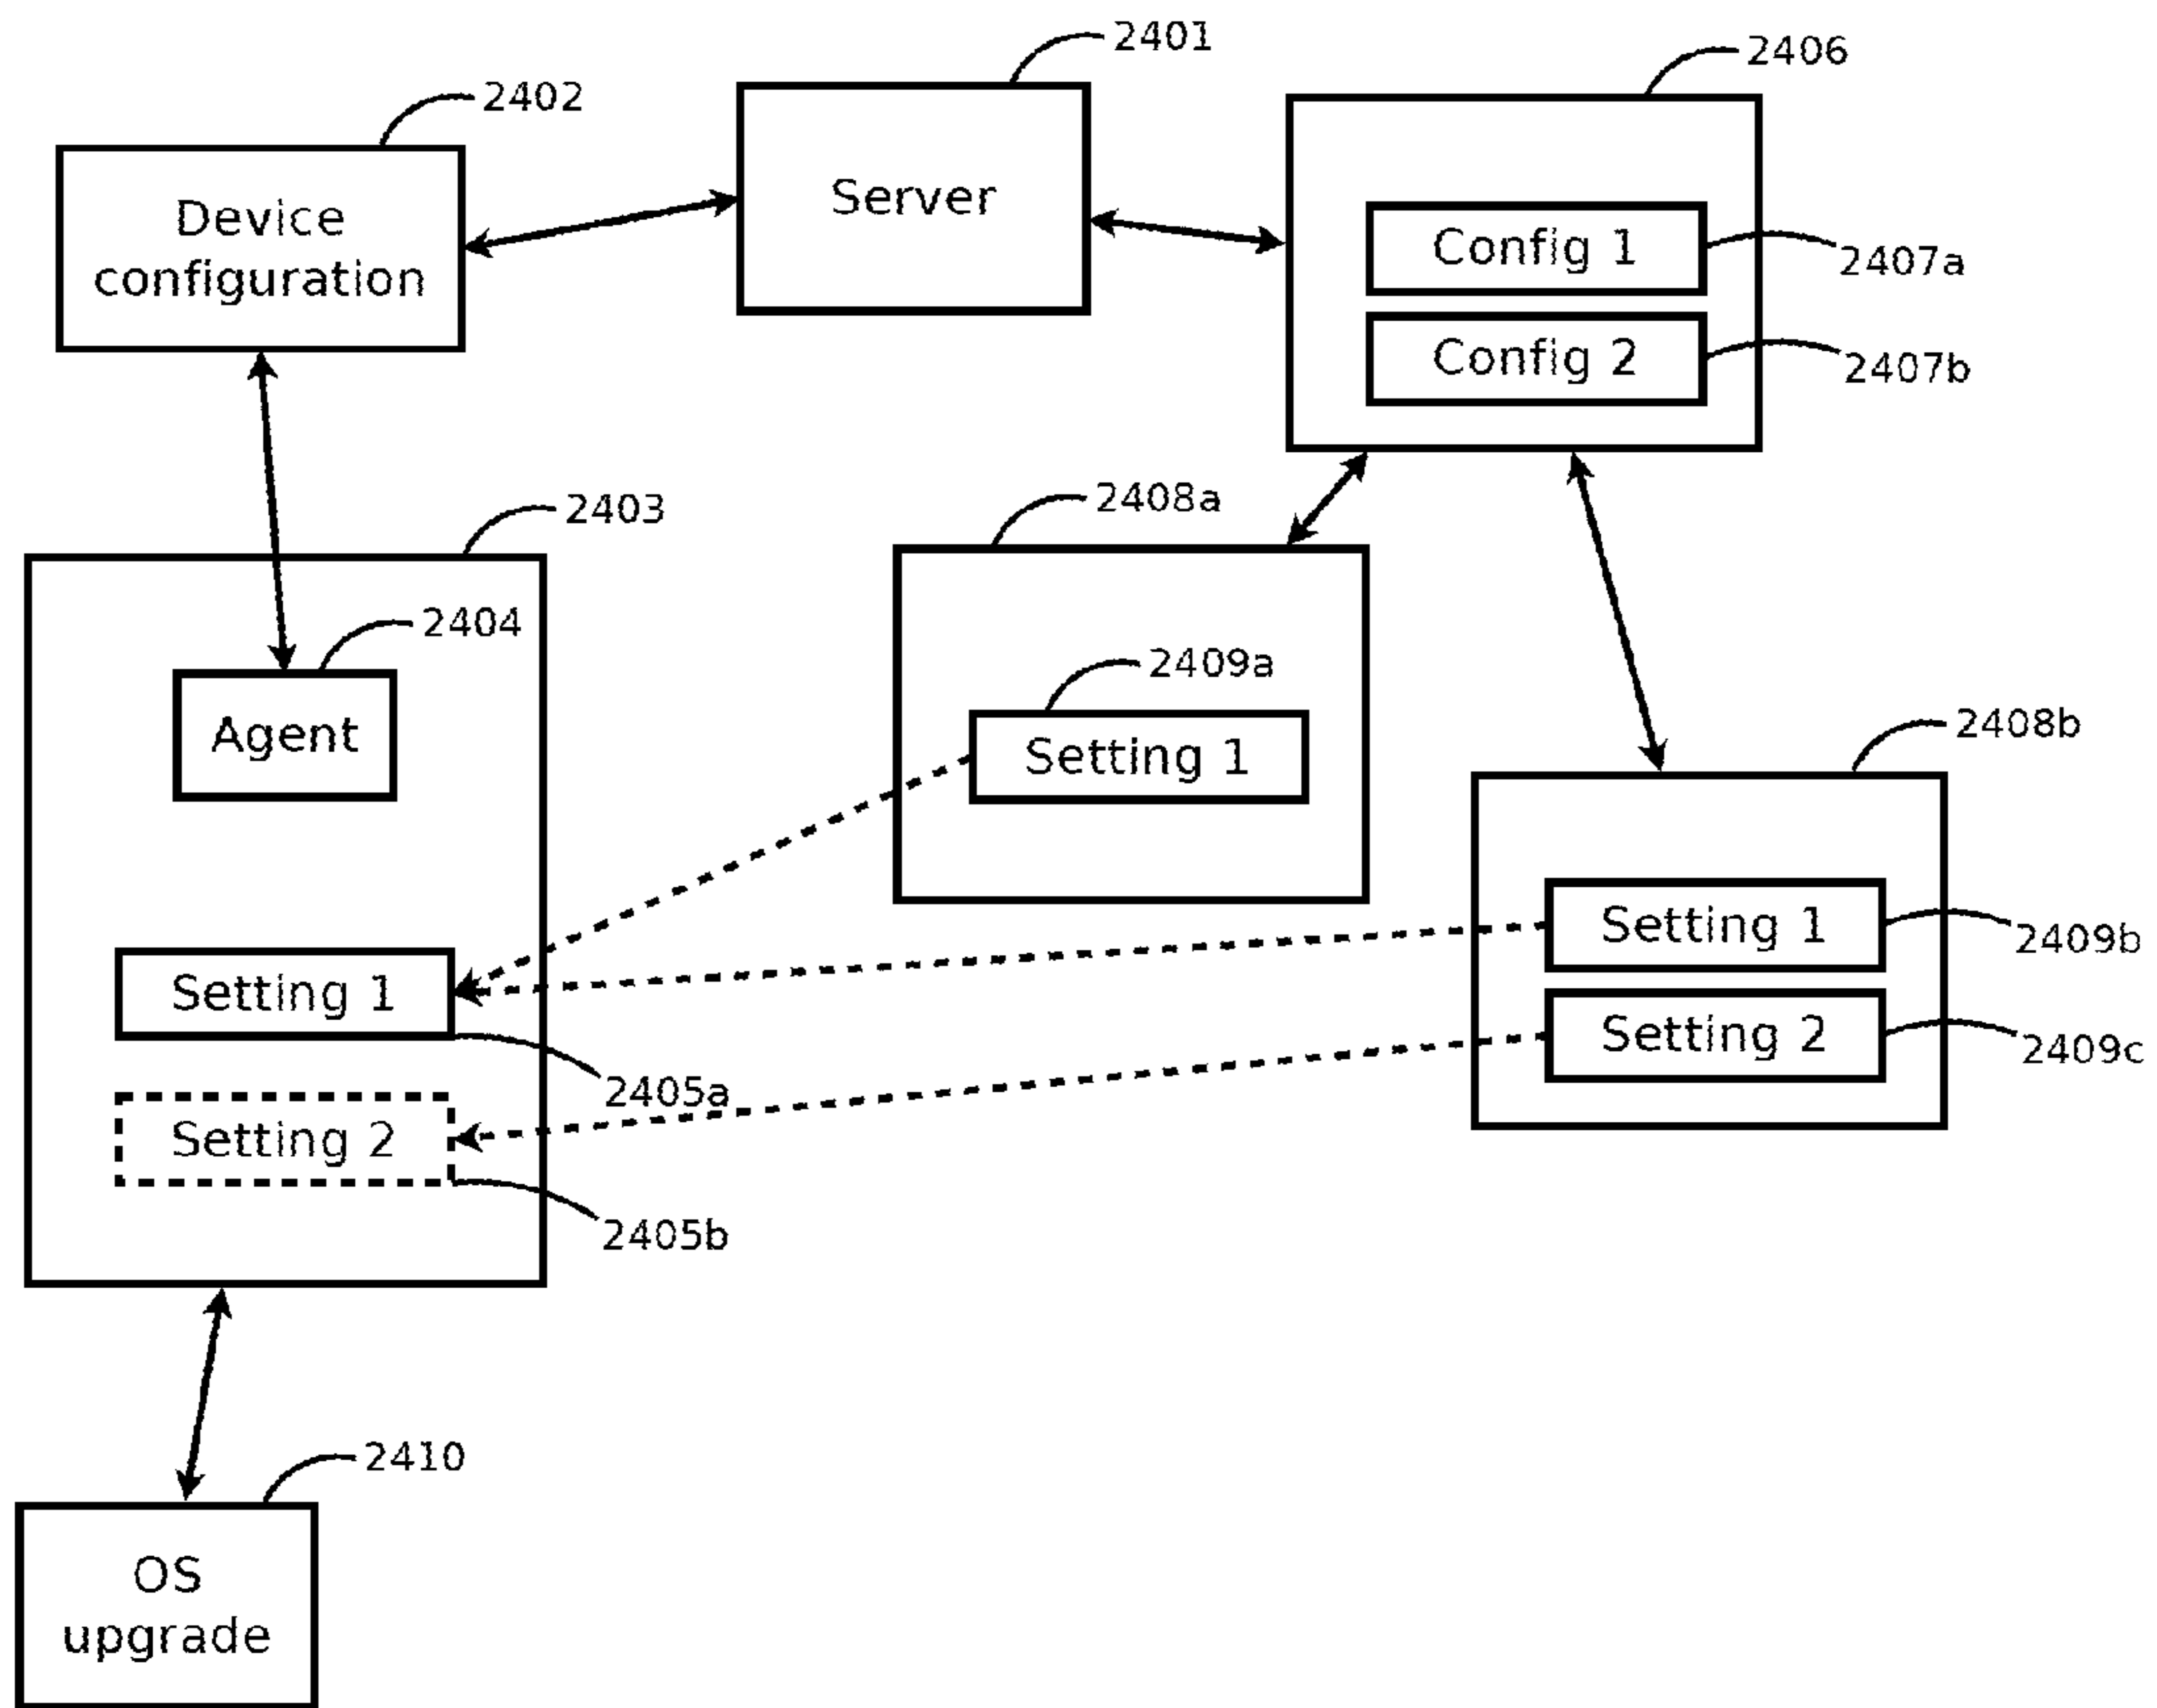 2401
2406
2402
Server
Device
configuration
Config 1
2407a
Config 2
2407b
2403
2408a
2404
2409a
Agent
Setting 1
2408b
Setting 1
2409b
Setting 1
2405a
Setting 2
2409c
Setting 2
2405b
2410
OS
upgrade